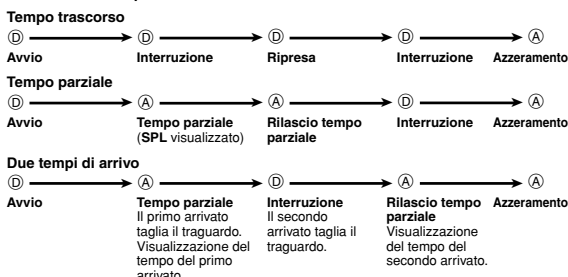 Tempo trascorso
Ⓓ Ⓓ Ⓓ Ⓓ Ⓐ
Avvio Interruzione Ripresa Interruzione Azzeramento
Tempo parziale
Ⓓ Ⓐ Ⓐ Ⓓ Ⓐ
Avvio Tempo parziale Rilascio tempo Interruzione Azzeramento
(SPL visualizzato) parziale
Due tempi di arrivo
Ⓓ Ⓐ Ⓓ Ⓐ Ⓐ
Avvio Tempo parziale Interruzione Rilascio tempo Azzeramento
Il primo arrivato Il secondo parziale
taglia il traguardo. arrivato taglia il Visualizzazione
Visualizzazione del traguardo. del tempo del
tempo del primo secondo arrivato.
arrivato